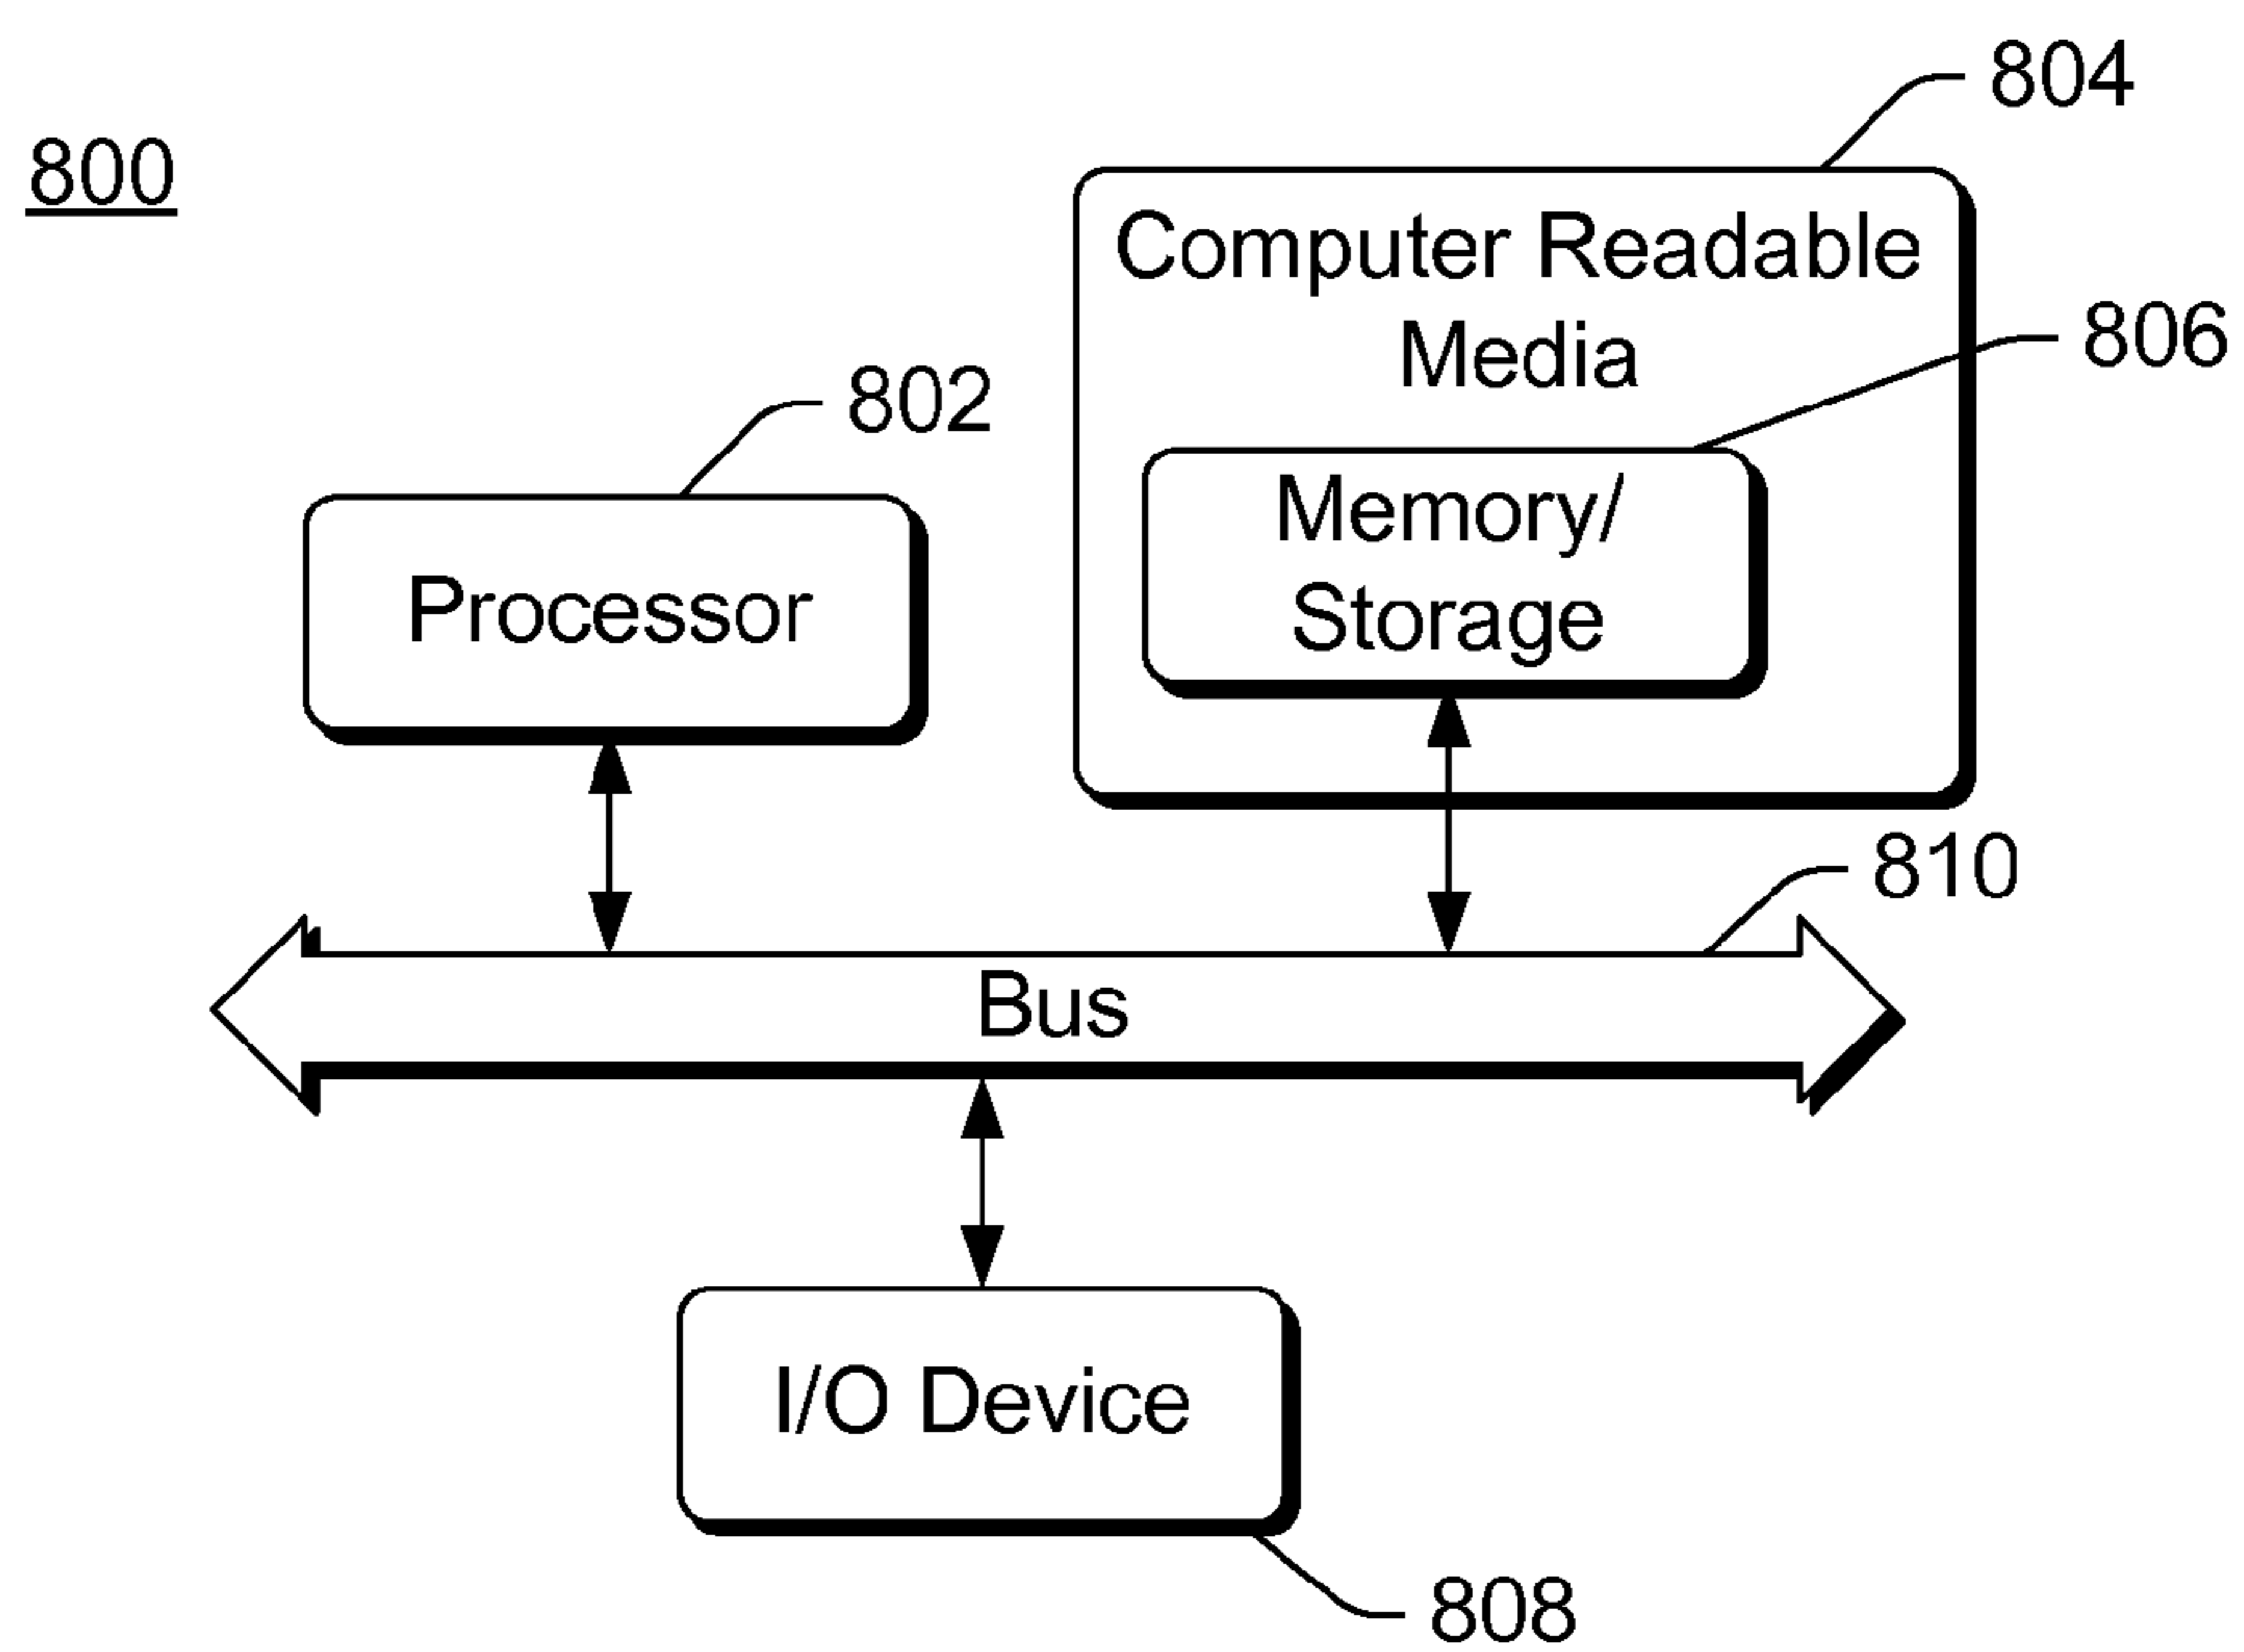 800
804
Computer Readable
Media
806
802
Memory/
Storage
Processor
810
Bus
I/O Device
808